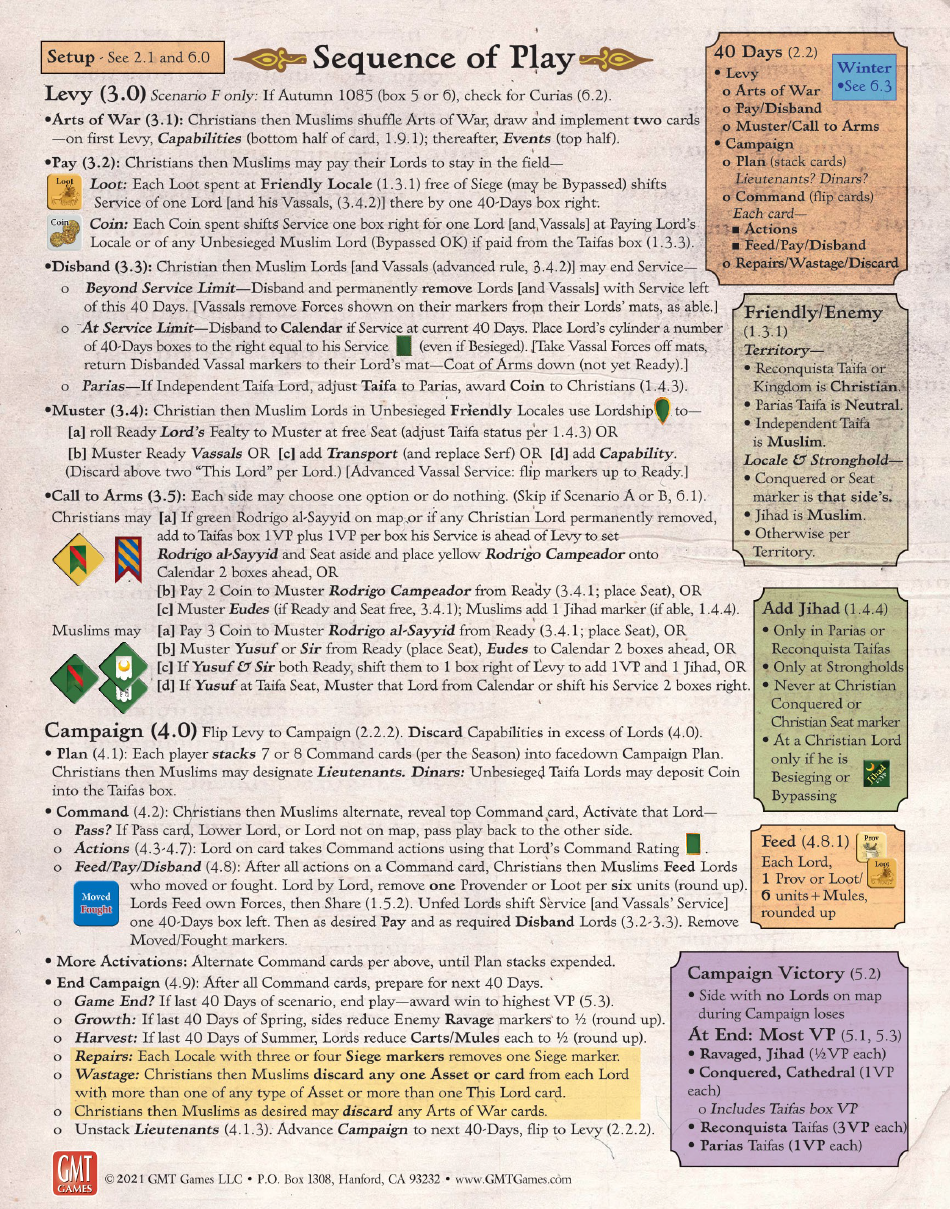 Setup - See 2.1 and 6.0
Sequence of Play
Levy (3.0) Scenario F only: If Autumn 1085 (box 5 or 6), check for Curias (6.2).
•Arts of War (3.1): Christians then Muslims shuffle Arts of War, draw and implement two cards
—on first Levy, Capabilities (bottom half of card, 1.9.1); thereafter, Events (top half).
•Pay (3.2): Christians then Muslims may pay their Lords to stay in the field—
Loot
Loot: Each Loot spent at Friendly Locale (1.3.1) free of Siege (may be Bypassed) shifts
Service of one Lord [and his Vassals, (3.4.2)] there by one 40-Days box right.
Coin
Coin: Each Coin spent shifts Service one box right for one Lord [and Vassals] at Paying Lord's
Locale or of any Unbesieged Muslim Lord (Bypassed OK) if paid from the Taifas box (1.3.3).
•Disband (3.3): Christian then Muslim Lords [and Vassals (advanced rule, 3.4.2)] may end Service—
o Beyond Service Limit—Disband and permanently remove Lords [and Vassals] with Service left
of this 40 Days. [Vassals remove Forces shown on their markers from their Lords' mats, as able.]
o At Service Limit—Disband to Calendar if Service at current 40 Days. Place Lord's cylinder a number
of 40-Days boxes to the right equal to his Service (even if Besieged). [Take Vassal Forces off mats,
return Disbanded Vassal markers to their Lord's mat—Coat of Arms down (not yet Ready).]
o Parias—If Independent Taifa Lord, adjust Taifa to Parias, award Coin to Christians (1.4.3).
•Muster (3.4): Christian then Muslim Lords in Unbesieged Friendly Locales use Lordship to—
[a] roll Ready Lord's Fealty to Muster at free Seat (adjust Taifa status per 1.4.3) OR
[b] Muster Ready Vassals OR [c] add Transport (and replace Serf) OR [d] add Capability.
(Discard above two “This Lord” per Lord.) [Advanced Vassal Service: flip markers up to Ready.]
•Call to Arms (3.5): Each side may choose one option or do nothing. (Skip if Scenario A or B, 6.1).
Christians may [a] If green Rodrigo al-Sayyid on map or if any Christian Lord permanently removed,
add to Taifas box 1VP plus 1VP per box his Service is ahead of Levy to set
Rodrigo al-Sayyid and Seat aside and place yellow Rodrigo Campeador onto
Calendar 2 boxes ahead, OR
[b] Pay 2 Coin to Muster Rodrigo Campeador from Ready (3.4.1; place Seat), OR
[c] Muster Eudes (if Ready and Seat free, 3.4.1); Muslims add 1 Jihad marker (if able, 1.4.4).
Muslims may [a] Pay 3 Coin to Muster Rodrigo al-Sayyid from Ready (3.4.1; place Seat), OR
[b] Muster Yusuf or Sir from Ready (place Seat), Eudes to Calendar 2 boxes ahead, OR
[c] If Yusuf & Sir both Ready, shift them to 1 box right of Levy to add 1VP and 1 Jihad, OR
[d] If Yusuf at Taifa Seat, Muster that Lord from Calendar or shift his Service 2 boxes right.
Campaign (4.0) Flip Levy to Campaign (2.2.2). Discard Capabilities in excess of Lords (4.0).
• Plan (4.1): Each player stacks 7 or 8 Command cards (per the Season) into facedown Campaign Plan.
Christians then Muslims may designate Lieutenants. Dinars: Unbesieged Taifa Lords may deposit Coin
into the Taifas box.
• Command (4.2): Christians then Muslims alternate, reveal top Command card, Activate that Lord—
o Pass? If Pass card, Lower Lord, or Lord not on map, pass play back to the other side.
o Actions (4.3-4.7): Lord on card takes Command actions using that Lord's Command Rating .
o Feed/Pay/Disband (4.8): After all actions on a Command card, Christians then Muslims Feed Lords
Moved
Fought
who moved or fought. Lord by Lord, remove one Provender or Loot per six units (round up).
Lords Feed own Forces, then Share (1.5.2). Unfed Lords shift Service [and Vassals' Service]
one 40-Days box left. Then as desired Pay and as required Disband Lords (3.2-3.3). Remove
Moved/Fought markers.
• More Activations: Alternate Command cards per above, until Plan stacks expended.
• End Campaign (4.9): After all Command cards, prepare for next 40 Days.
o Game End? If last 40 Days of scenario, end play—award win to highest VP (5.3).
o Growth: If last 40 Days of Spring, sides reduce Enemy Ravage markers to ½ (round up).
o Harvest: If last 40 Days of Summer, Lords reduce Carts/Mules each to ½ (round up).
o Repairs: Each Locale with three or four Siege markers removes one Siege marker.
o Wastage: Christians then Muslims discard any one Asset or card from each Lord
with more than one of any type of Asset or more than one This Lord card.
o Christians then Muslims as desired may discard any Arts of War cards.
o Unstack Lieutenants (4.1.3). Advance Campaign to next 40-Days, flip to Levy (2.2.2).
GMT
GAMES
© 2021 GMT Games LLC • P.O. Box 1308, Hanford, CA 93232 • www.GMTGames.com
40 Days (2.2)
• Levy
o Arts of War
o Pay/Disband
o Muster/Call to Arms
• Campaign
o Plan (stack cards)
Lieutenants? Dinars?
o Command (flip cards)
Each card—
■ Actions
■ Feed/Pay/Disband
o Repairs/Wastage/Discard
Winter
•See 6.3
Friendly/Enemy
(1.3.1)
Territory—
• Reconquista Taifa or
Kingdom is Christian.
• Parias Taifa is Neutral.
• Independent Taifa
is Muslim.
Locale & Stronghold—
• Conquered or Seat
marker is that side's.
• Jihad is Muslim.
• Otherwise per
Territory.
Add Jihad (1.4.4)
• Only in Parias or
Reconquista Taifas
• Only at Strongholds
• Never at Christian
Conquered or
Christian Seat marker
• At a Christian Lord
only if he is
Besieging or
Bypassing
Jihad
Feed (4.8.1)
Prov
Loot
Each Lord,
1 Prov or Loot/
6 units+Mules,
rounded up
Campaign Victory (5.2)
• Side with no Lords on map
during Campaign loses
At End: Most VP (5.1, 5.3)
• Ravaged, Jihad (½VP each)
• Conquered, Cathedral (1VP
each)
o Includes Taifas box VP
• Reconquista Taifas (3VP each)
• Parias Taifas (1VP each)